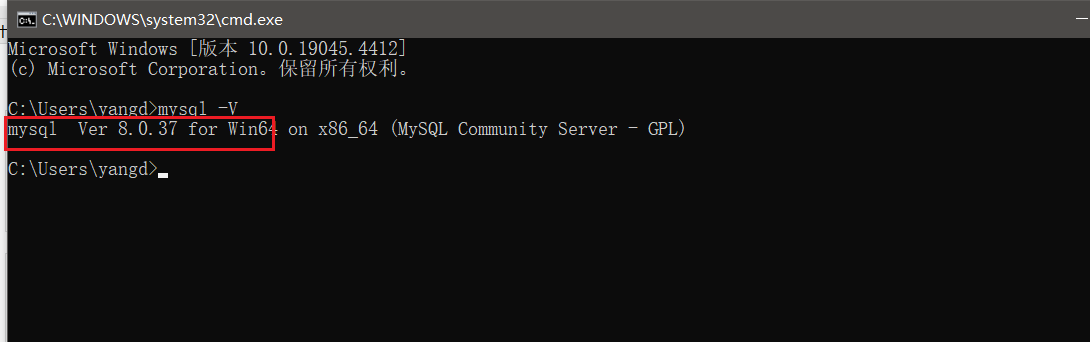 C:\WINDOWS\system32\cmd.exe
Microsoft Windows [版本 10.0.19045.4412]
(c) Microsoft Corporation。保留所有权利。
C:\Users\yangd>mysql -V
mysql  Ver 8.0.37 for Win64 on x86_64 (MySQL Community Server - GPL)
C:\Users\yangd>